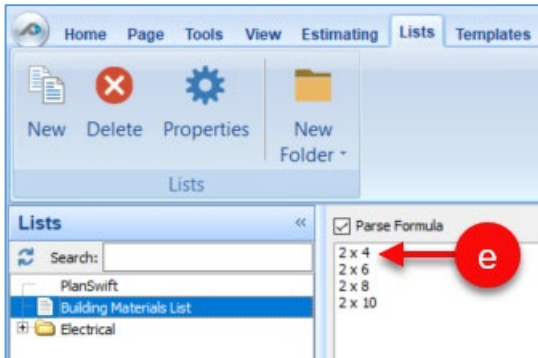 Home Page Tools View Estimating Lists Templates
New Delete Properties New Folder
Lists
Lists «
Search:
PlanSwift
Building Materials List
Electrical
Parse Formula
2 x 4
2 x 6
2 x 8
2 x 10
e